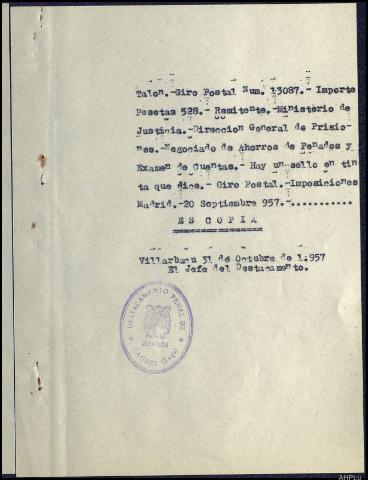 Talon.-Giro Postal Num. 13087.- Importe
Pesetas 528.- Remitente.-Ministerio de
Justicia.-Direccion General de Prisio-
nes.-Negociado de Ahorros de Penados y
Examen de Cuentas.- Hay un sello en tin
ta que dice.- Giro Postal.-Imposiciones
Madrid.-20 Septiembre 957.-...........
ES COPIA
Villarbacu 31 de Octubre de 1.957
El Jefe del Destacamento.
DESTACAMENTO PENAL DE
JEFATURA
CAUREL (Lugo)
AHPLu